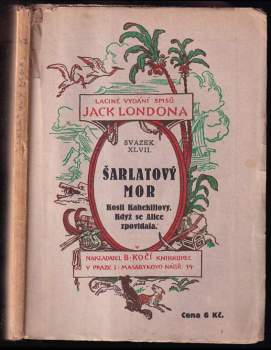 LACINÉ VYDÁNÍ SPISŮ
JACK LONDONA
SVAZEK
XLVII.
ŠARLATOVÝ
MOR
Kosti Kahekiliovy.
Když se Alice
zpovídala.
NAKLADATEL B. KOČÍ KNIHKUPEC
V PRAZE I. MASARYKOVO NÁBŘ. 14
Cena 6 Kč.